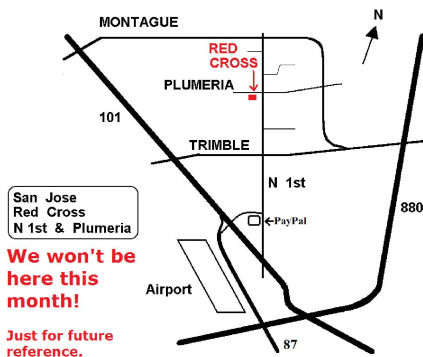 MONTAGUE
N
RED
CROSS
PLUMERIA
101
TRIMBLE
N 1st
880
San Jose
Red Cross
N 1st & Plumeria
PayPal
We won't be
here this
month!
Airport
Just for future
reference.
87